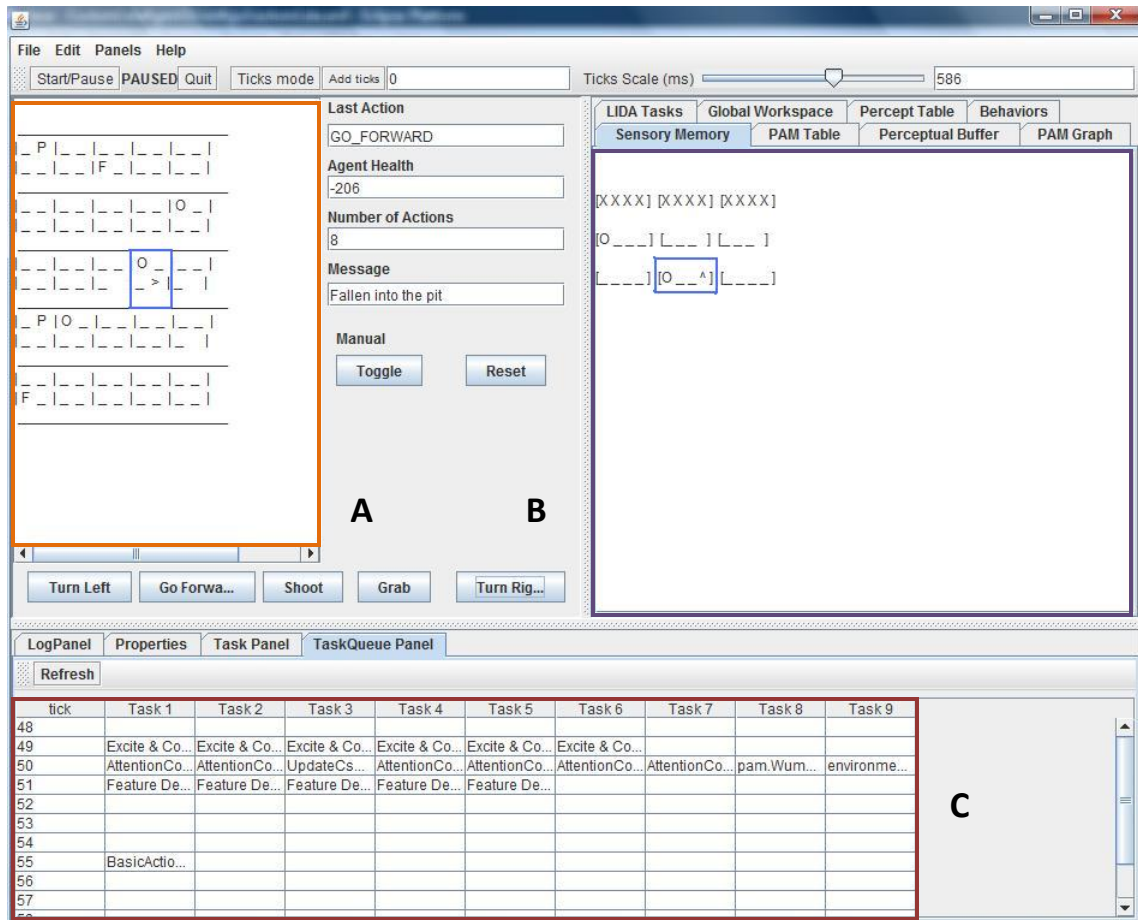 File Edit Panels Help
Start/Pause PAUSED Quit Ticks mode Add ticks 0 Ticks Scale (ms) 586
Last Action
GO_FORWARD
Agent Health
-206
Number of Actions
8
Message
Fallen into the pit
Manual
Toggle Reset
_ P |_ _ |_ _ |_ _ |_ _ |
_ _ |_ _ |F _ |_ _ |_ _ |
_ _ |_ _ |_ _ |_ _ |O _ |
_ _ |_ _ |_ _ |_ _ |_ _ |
_ _ |_ _ |_ _ O _ _ _ |
_ _ |_ _ |_ _ > |_ |
_ P |O _ |_ _ |_ _ |_ _ |
_ _ |_ _ |_ _ |_ _ |_ |
_ _ |_ _ |_ _ |_ _ |_ _ |
F _ |_ _ |_ _ |_ _ |_ _ |
A B
Turn Left Go Forwa... Shoot Grab Turn Rig...
LIDA Tasks Global Workspace Percept Table Behaviors
Sensory Memory PAM Table Perceptual Buffer PAM Graph
[X X X X] [X X X X] [X X X X]
[O _ _ _] [_ _ _ ] [_ _ _ ]
[_ _ _ _] [O _ _ ^] [_ _ _ _]
LogPanel Properties Task Panel TaskQueue Panel
Refresh
tick Task 1 Task 2 Task 3 Task 4 Task 5 Task 6 Task 7 Task 8 Task 9
48
49 Excite & Co... Excite & Co... Excite & Co... Excite & Co... Excite & Co... Excite & Co...
50 AttentionCo... AttentionCo... UpdateCs... AttentionCo... AttentionCo... AttentionCo... AttentionCo... pam.Wum... environme...
51 Feature De... Feature De... Feature De... Feature De... Feature De...
52
53
54
55 BasicActio...
56
57
C